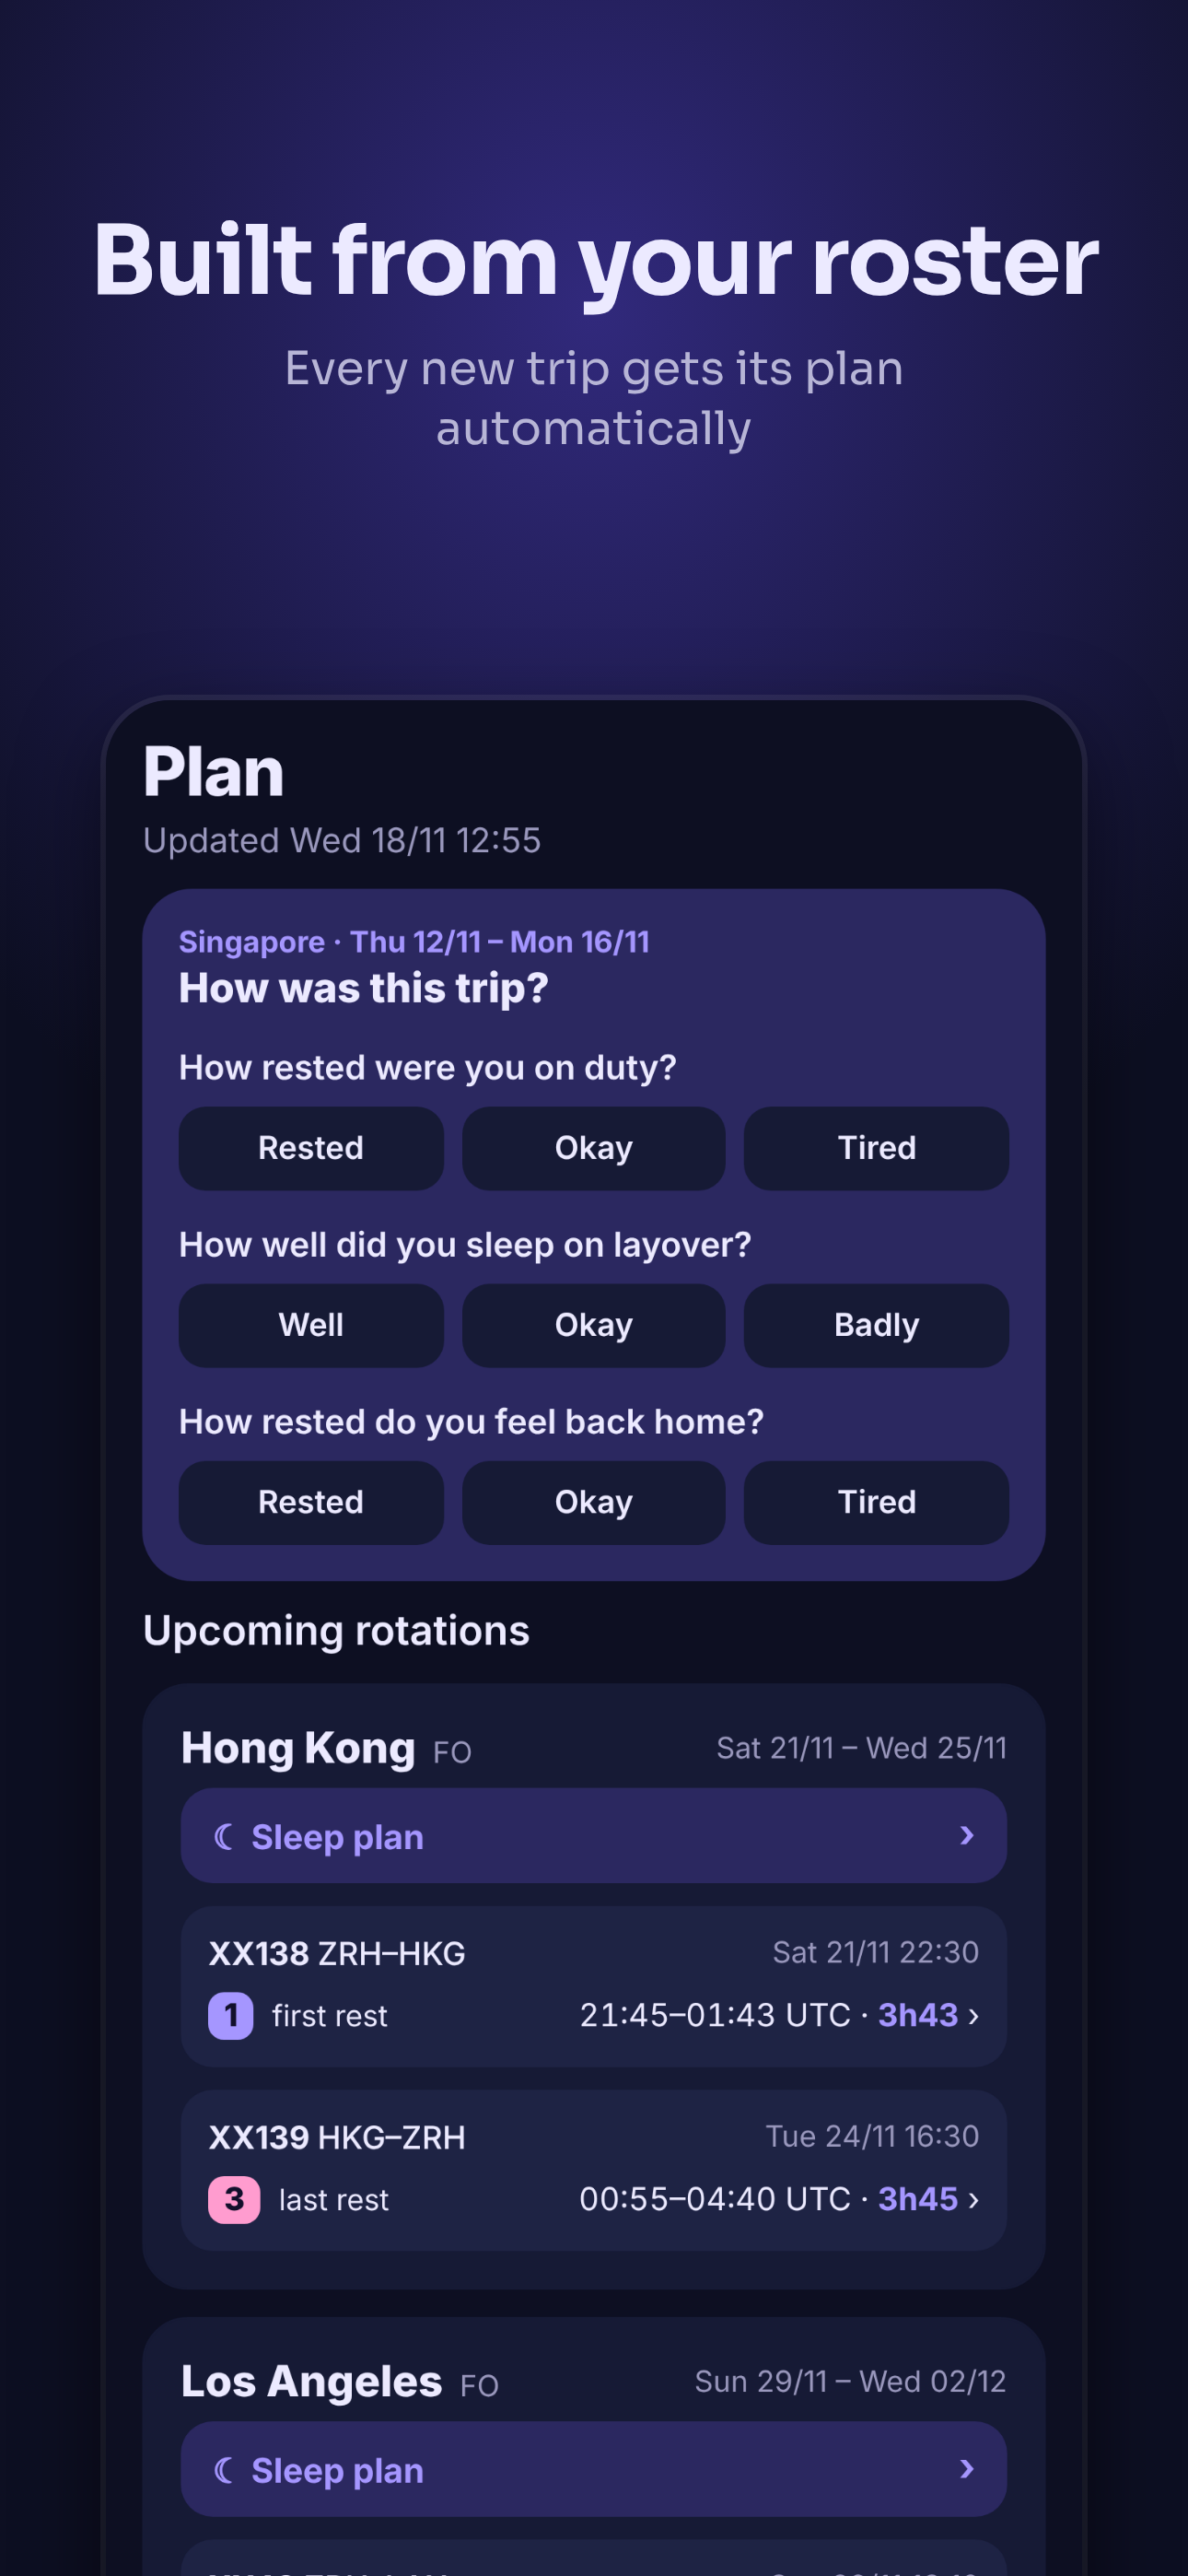 Built from your roster
Every new trip gets its plan
automatically
Plan
Updated Wed 18/11 12:55
Singapore · Thu 12/11 – Mon 16/11
How was this trip?
How rested were you on duty?
Rested Okay Tired
How well did you sleep on layover?
Well Okay Badly
How rested do you feel back home?
Rested Okay Tired
Upcoming rotations
Hong Kong FO Sat 21/11 – Wed 25/11
☾ Sleep plan ›
XX138 ZRH–HKG Sat 21/11 22:30
1 first rest 21:45–01:43 UTC · 3h43 ›
XX139 HKG–ZRH Tue 24/11 16:30
3 last rest 00:55–04:40 UTC · 3h45 ›
Los Angeles FO Sun 29/11 – Wed 02/12
☾ Sleep plan ›